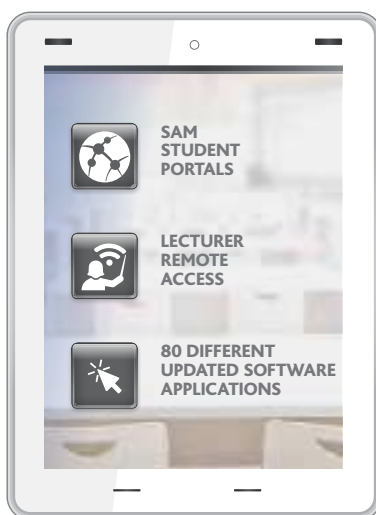 SAM
STUDENT
PORTALS
LECTURER
REMOTE
ACCESS
80 DIFFERENT
UPDATED SOFTWARE
APPLICATIONS